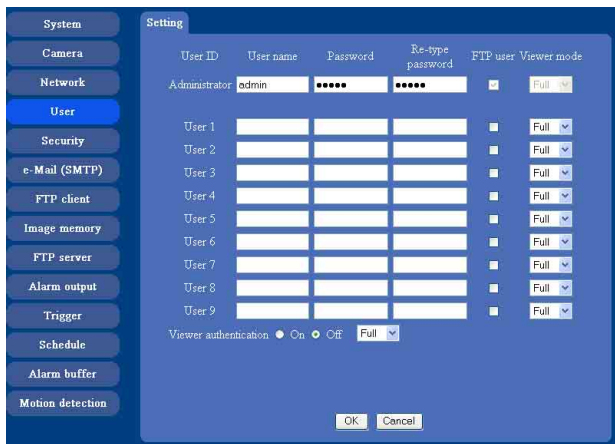 System
Camera
Network
User
Security
e-Mail (SMTP)
FTP client
Image memory
FTP server
Alarm output
Trigger
Schedule
Alarm buffer
Motion detection
Setting
User ID User name Password Re-type password FTP user Viewer mode
Administrator admin ●●●●● ●●●●● Full
User 1 Full
User 2 Full
User 3 Full
User 4 Full
User 5 Full
User 6 Full
User 7 Full
User 8 Full
User 9 Full
Viewer authentication On Off Full
OK Cancel